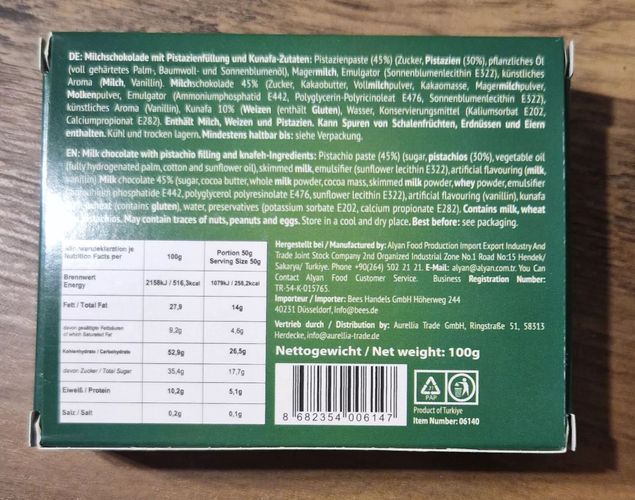 DE: Milchschokolade mit Pistazienfüllung und Kunafa-Zutaten: Pistazienpaste (45%) (Zucker, Pistazien (30%), pflanzliches Öl
(voll gehärtetes Palm-, Baumwoll- und Sonnenblumenöl), Magermilch, Emulgator (Sonnenblumenlecithin E322), künstliches
Aroma (Milch, Vanillin). Milchschokolade 45% (Zucker, Kakaobutter, Vollmilchpulver, Kakaomasse, Magermilchpulver,
Molkenpulver, Emulgator (Ammoniumphosphatid E442, Polyglycerin-Polyricinoleat E476, Sonnenblumenlecithin E322),
künstliches Aroma (Vanillin), Kunafa 10% (Weizen (enthält Gluten), Wasser, Konservierungsmittel (Kaliumsorbat E202,
Calciumpropionat E282). Enthält Milch, Weizen und Pistazien. Kann Spuren von Schalenfrüchten, Erdnüssen und Eiern
enthalten. Kühl und trocken lagern. Mindestens haltbar bis: siehe Verpackung.
EN: Milk chocolate with pistachio filling and knafeh-Ingredients: Pistachio paste (45%) (sugar, pistachios (30%), vegetable oil
(fully hydrogenated palm, cotton and sunflower oil), skimmed milk, emulsifier (sunflower lecithin E322), artificial flavouring (milk,
vanillin) Milk chocolate 45% (sugar, cocoa butter, whole milk powder, cocoa mass, skimmed milk powder, whey powder, emulsifier
phosphatide E442, polyglycerol polyresinolate E476, sunflower lecithin E322), artificial flavouring (vanillin), kunafa
(contains gluten), water, preservatives (potassium sorbate E202, calcium propionate E282). Contains milk, wheat
pistachios. May contain traces of nuts, peanuts and eggs. Store in a cool and dry place. Best before: see packaging.
je
Nutrition Facts per 100g Portion 50g
Serving Size 50g
Brennwert
Energy 2158kJ / 516,3kcal 1079kJ / 258,2kcal
Fett / Total Fat 27,9 14g
davon gesättigte Fettsäuren
of which Saturated Fat 9,2g 4,6g
Kohlenhydrate / Carbohydrate 52,9g 26,5g
davon Zucker / Total Sugar 35,4g 17,7g
Eiweiß / Protein 10,2g 5,1g
Salz / Salt 0,2g 0,1g
Hergestellt bei / Manufactured by: Alyan Food Production Import Export Industry And
Trade Joint Stock Company 2nd Organized Industrial Zone No.1 Road No:15 Hendek/
Sakarya/ Turkiye. Phone +90(264) 502 21 21. E-Mail: alyan@alyan.com.tr. You Can
Contact Alyan Food Customer Service. Business Registration Number:
TR-54-K-015765.
Importeur / Importer: Bees Handels GmbH Höherweg 244
40231 Düsseldorf, Info@bees.de
Vertrieb durch / Distribution by: Aurellia Trade GmbH, Ringstraße 51, 58313
Herdecke, info@aurellia-trade.de
Nettogewicht / Net weight: 100g
8 682354 006147
PAP
Product of Turkiye
Item Number: 06140